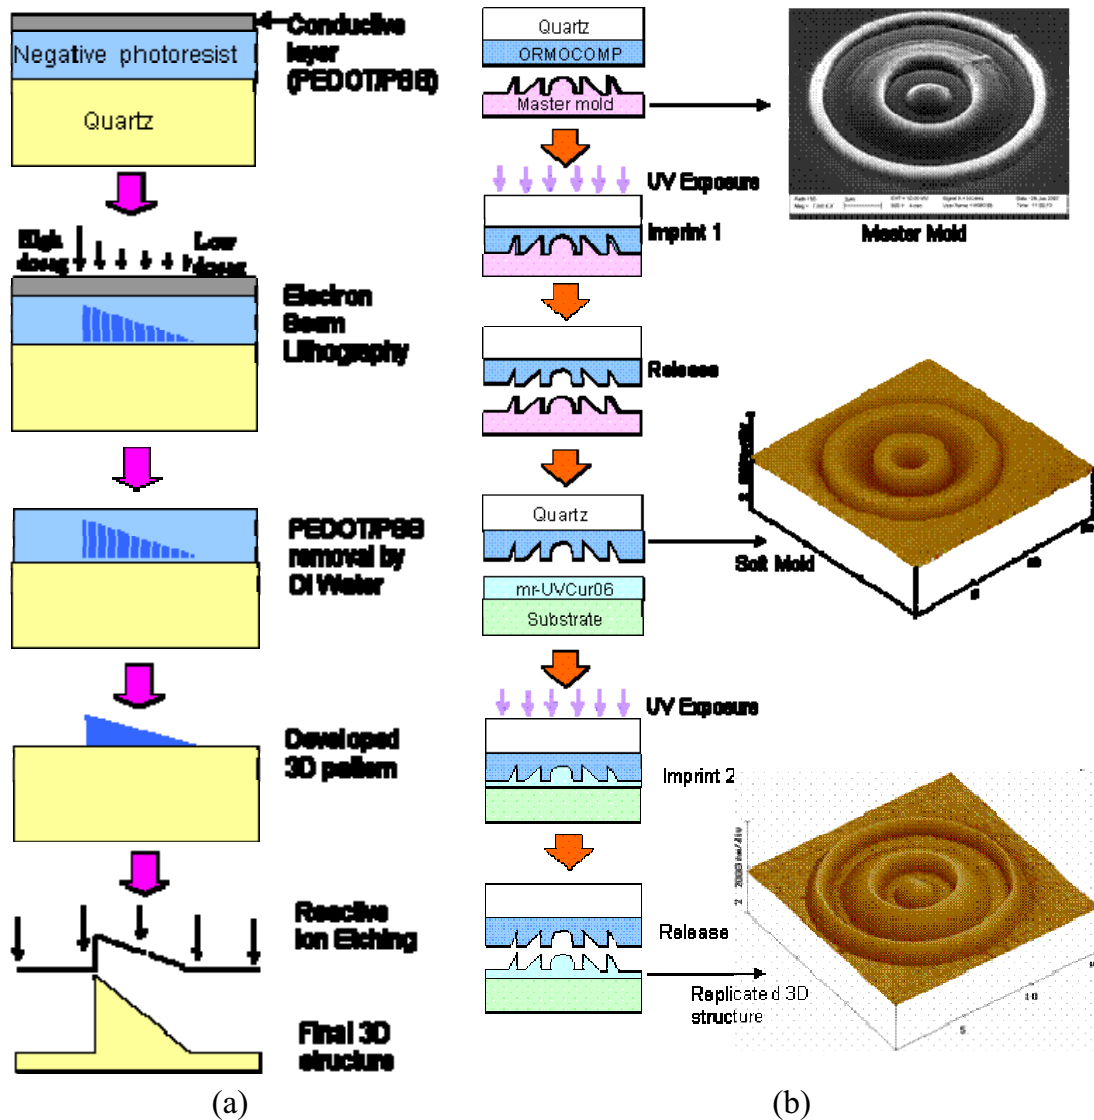 Conductive
layer
(PEDOT/PSS)
Negative photoresist
Quartz
High
Low
Electron
Beam
Lithography
PEDOT/PSS
removal by
DI Water
Developed
3D pattern
Reactive
Ion Etching
Final 3D
structure
(a)
Quartz
ORMOCOMP
Master mold
UV Exposure
Imprint 1
Master Mold
Release
Quartz
Soft Mold
mr-UVCur06
Substrate
UV Exposure
Imprint 2
Release
Replicated 3D
structure
5
10
(b)